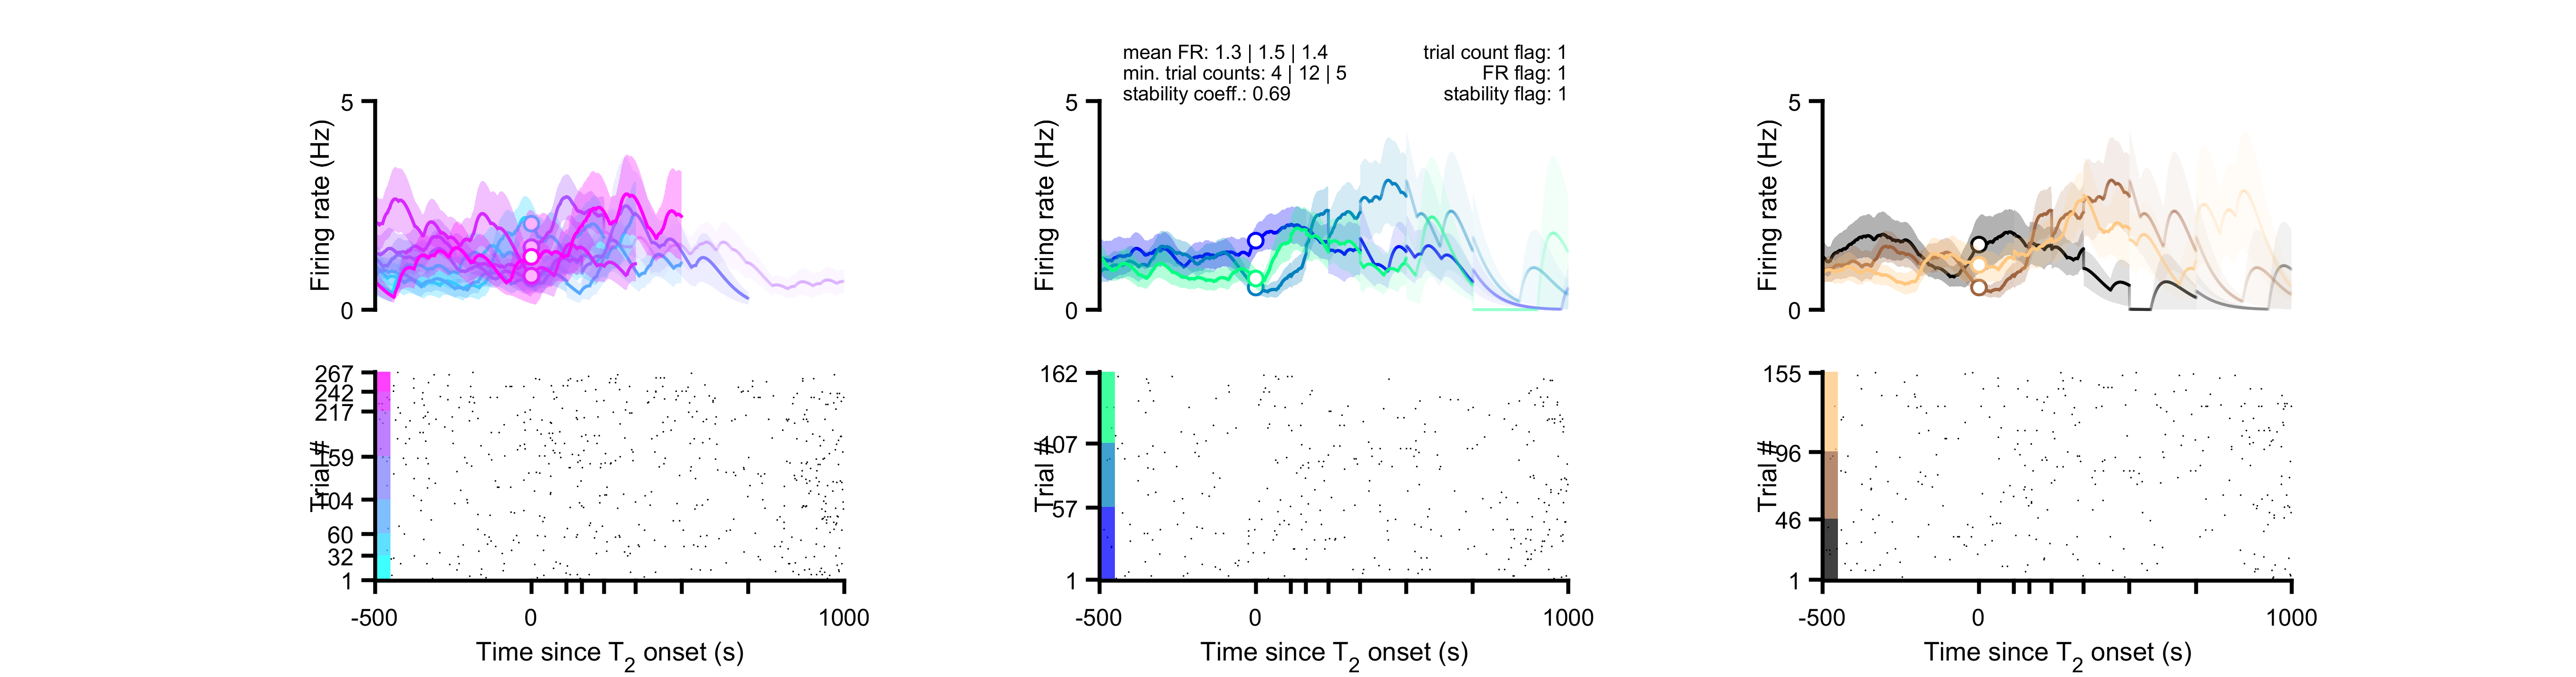 mean FR: 1.3 | 1.5 | 1.4
min. trial counts: 4 | 12 | 5
stability coeff.: 0.69
trial count flag: 1
FR flag: 1
stability flag: 1
5
0
Firing rate (Hz)
5
0
Firing rate (Hz)
5
0
Firing rate (Hz)
267
242
217
159
104
60
32
1
Trial #
-500
0
1000
Time since T2 onset (s)
162
107
57
1
Trial #
-500
0
1000
Time since T2 onset (s)
155
96
46
1
Trial #
-500
0
1000
Time since T2 onset (s)